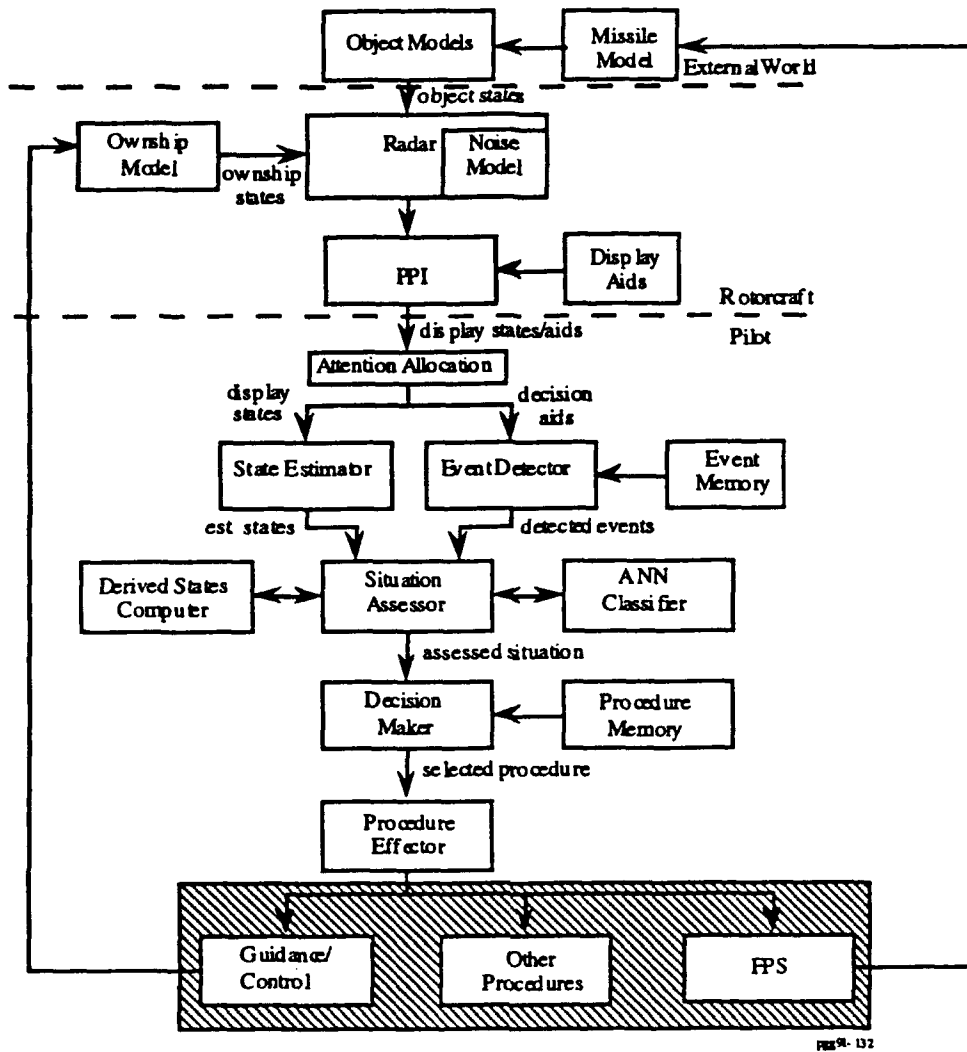 Object Models
Missile
Model
External World
object states
Ownship
Model
ownship
states
Radar
Noise
Model
PPI
Display
Aids
Rotorcraft
Pilot
display states/aids
Attention Allocation
display
states
decision
aids
State Estimator
Event Detector
Event
Memory
est. states
detected events
Derived States
Computer
Situation
Assessor
ANN
Classifier
assessed situation
Decision
Maker
Procedure
Memory
selected procedure
Procedure
Effector
Guidance/
Control
Other
Procedures
FPS
91-132